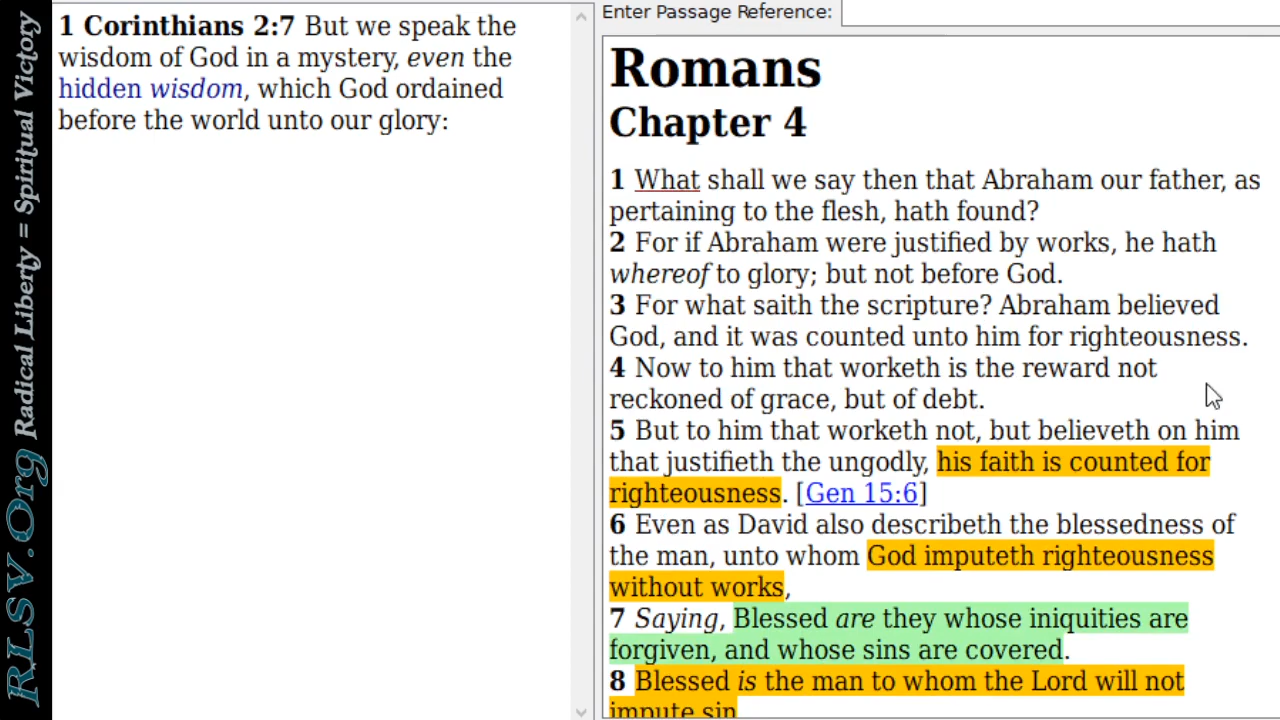 RLSV.Org Radical Liberty = Spiritual Victory
1 Corinthians 2:7 But we speak the
wisdom of God in a mystery, even the
hidden wisdom, which God ordained
before the world unto our glory:
Enter Passage Reference:
Romans
Chapter 4
1 What shall we say then that Abraham our father, as
pertaining to the flesh, hath found?
2 For if Abraham were justified by works, he hath
whereof to glory; but not before God.
3 For what saith the scripture? Abraham believed
God, and it was counted unto him for righteousness.
4 Now to him that worketh is the reward not
reckoned of grace, but of debt.
5 But to him that worketh not, but believeth on him
that justifieth the ungodly, his faith is counted for
righteousness. [Gen 15:6]
6 Even as David also describeth the blessedness of
the man, unto whom God imputeth righteousness
without works,
7 Saying, Blessed are they whose iniquities are
forgiven, and whose sins are covered.
8 Blessed is the man to whom the Lord will not
impute sin